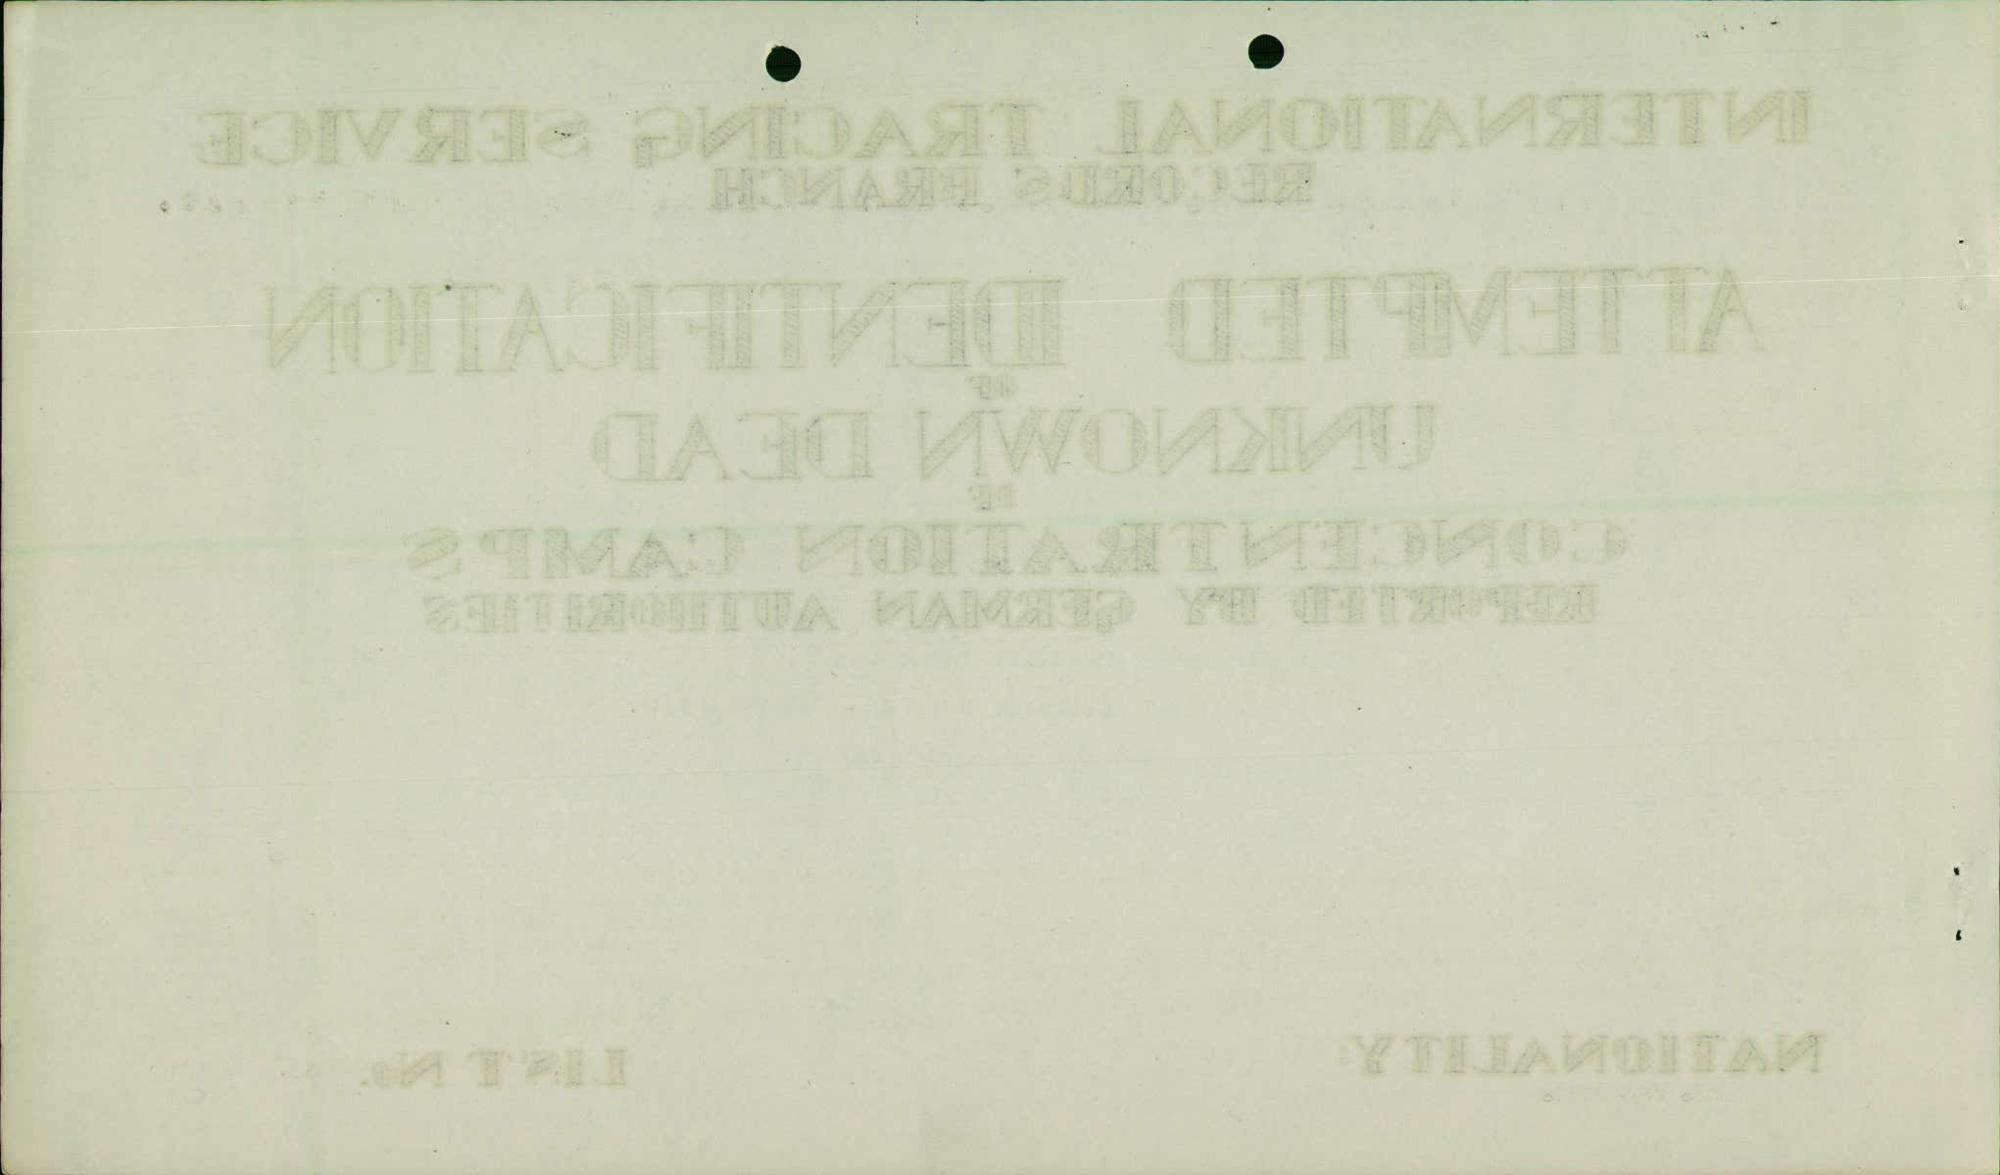 INTERNATIONAL TRACING SERVICE
RECORDS BRANCH
ATTEMPTED IDENTIFICATION
OF
UNKNOWN DEAD
OF
CONCENTRATION CAMPS
REPORTED BY GERMAN AUTHORITIES
NATIONALITY: LIST No.